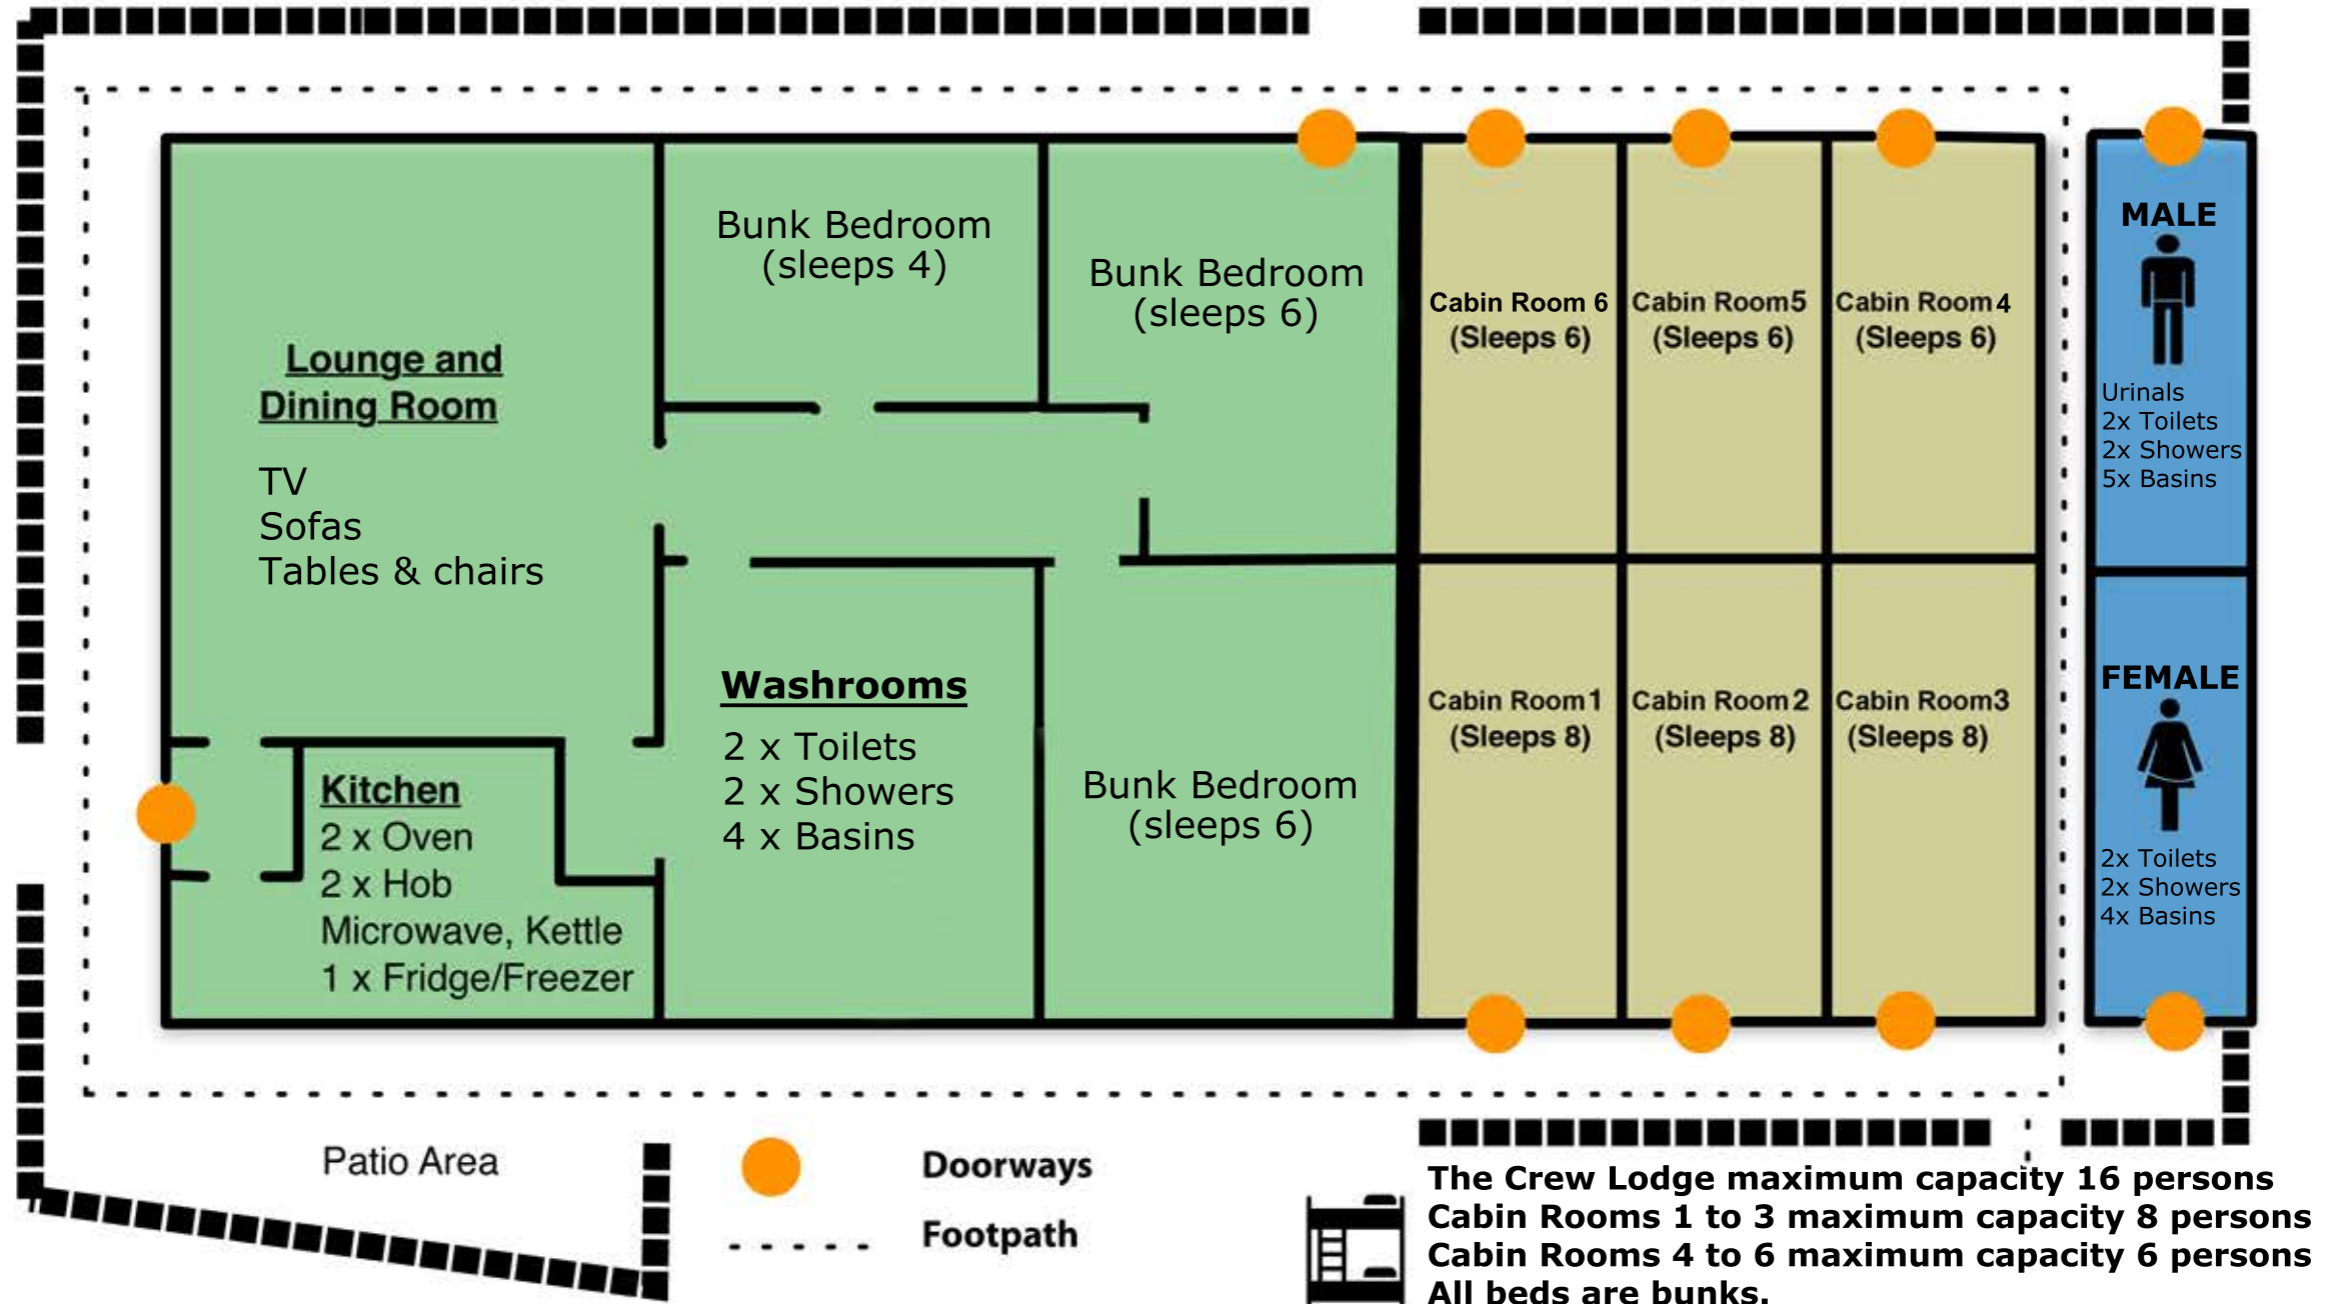 Lounge and
Dining Room
TV
Sofas
Tables & chairs
Bunk Bedroom
(sleeps 4)
Bunk Bedroom
(sleeps 6)
Cabin Room 6
(Sleeps 6)
Cabin Room5
(Sleeps 6)
Cabin Room4
(Sleeps 6)
MALE
Urinals
2x Toilets
2x Showers
5x Basins
Kitchen
2 x Oven
2 x Hob
Microwave, Kettle
1 x Fridge/Freezer
Washrooms
2 x Toilets
2 x Showers
4 x Basins
Bunk Bedroom
(sleeps 6)
Cabin Room1
(Sleeps 8)
Cabin Room2
(Sleeps 8)
Cabin Room3
(Sleeps 8)
FEMALE
2x Toilets
2x Showers
4x Basins
Patio Area
Doorways
Footpath
The Crew Lodge maximum capacity 16 persons
Cabin Rooms 1 to 3 maximum capacity 8 persons
Cabin Rooms 4 to 6 maximum capacity 6 persons
All beds are bunks.